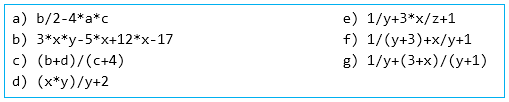 a) b/2-4*a*c
b) 3*x*y-5*x+12*x-17
c) (b+d)/(c+4)
d) (x*y)/y+2
e) 1/y+3*x/z+1
f) 1/(y+3)+x/y+1
g) 1/y+(3+x)/(y+1)